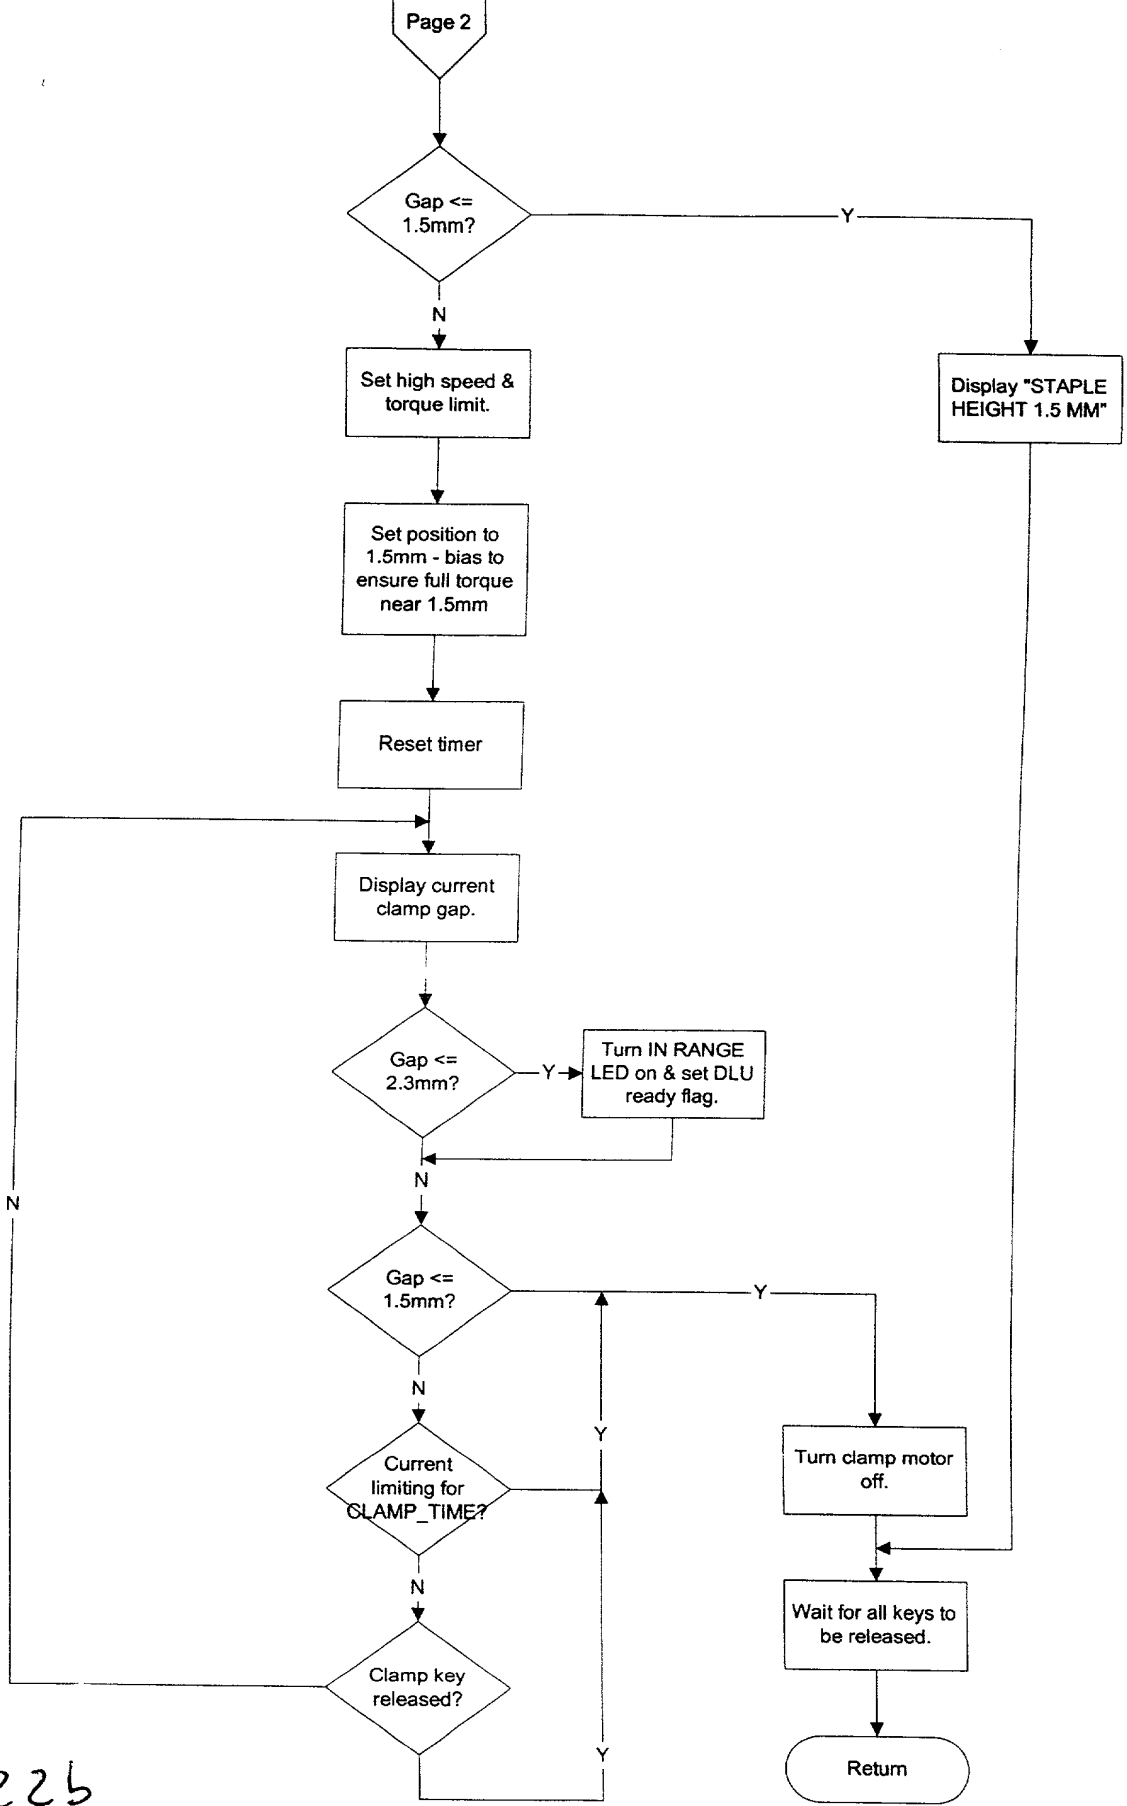 Page 2
Gap <=
1.5mm?
Y
N
Set high speed &
torque limit.
Display "STAPLE
HEIGHT 1.5 MM"
Set position to
1.5mm - bias to
ensure full torque
near 1.5mm
Reset timer
Display current
clamp gap.
Gap <=
2.3mm?
Y
Turn IN RANGE
LED on & set DLU
ready flag.
N
N
Gap <=
1.5mm?
Y
N
Y
Current
limiting for
CLAMP_TIME?
Turn clamp motor
off.
N
Wait for all keys to
be released.
Clamp key
released?
Y
Return
22b